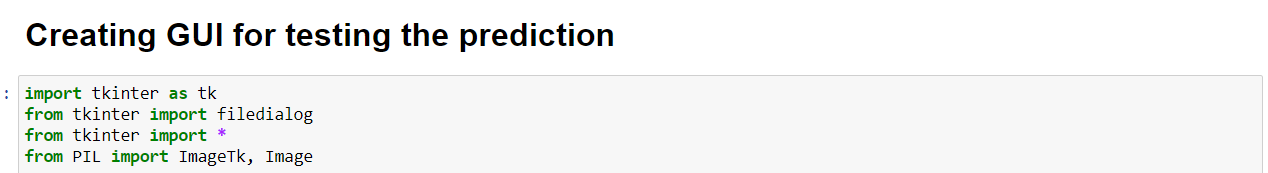 Creating GUI for testing the prediction
: import tkinter as tk
from tkinter import filedialog
from tkinter import *
from PIL import ImageTk, Image